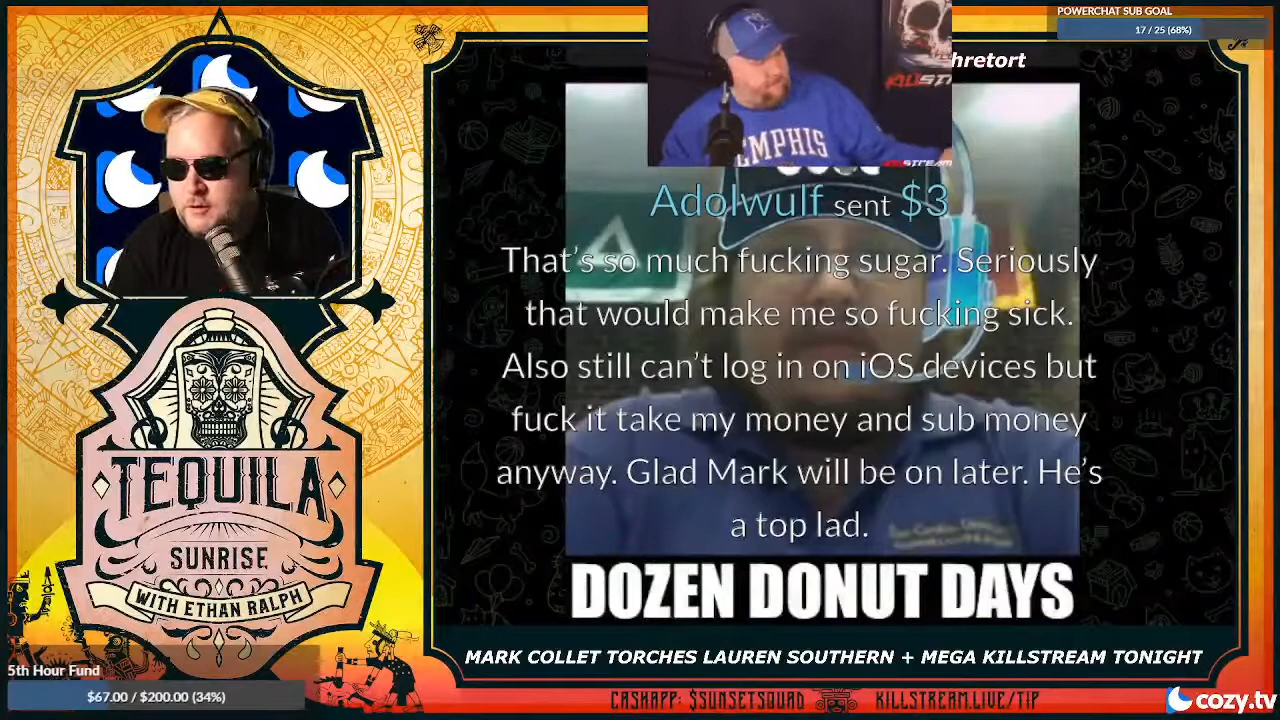 POWERCHAT SUB GOAL
17 / 25 (68%)
hretort
KILLSTR
MEMPHIS
KILLSTREAM
Adolwulf sent $3
That's so much fucking sugar. Seriously
that would make me so fucking sick.
Also still can't log in on iOS devices but
fuck it take my money and sub money
anyway. Glad Mark will be on later. He's
a top lad.
DOZEN DONUT DAYS
TEQUILA
SUNRISE
WITH ETHAN RALPH
MARK COLLET TORCHES LAUREN SOUTHERN + MEGA KILLSTREAM TONIGHT
5th Hour Fund
$67.00 / $200.00 (34%)
CASHAPP: $SUNSETSQUAD
KILLSTREAM.LIVE/TIP
cozy.tv